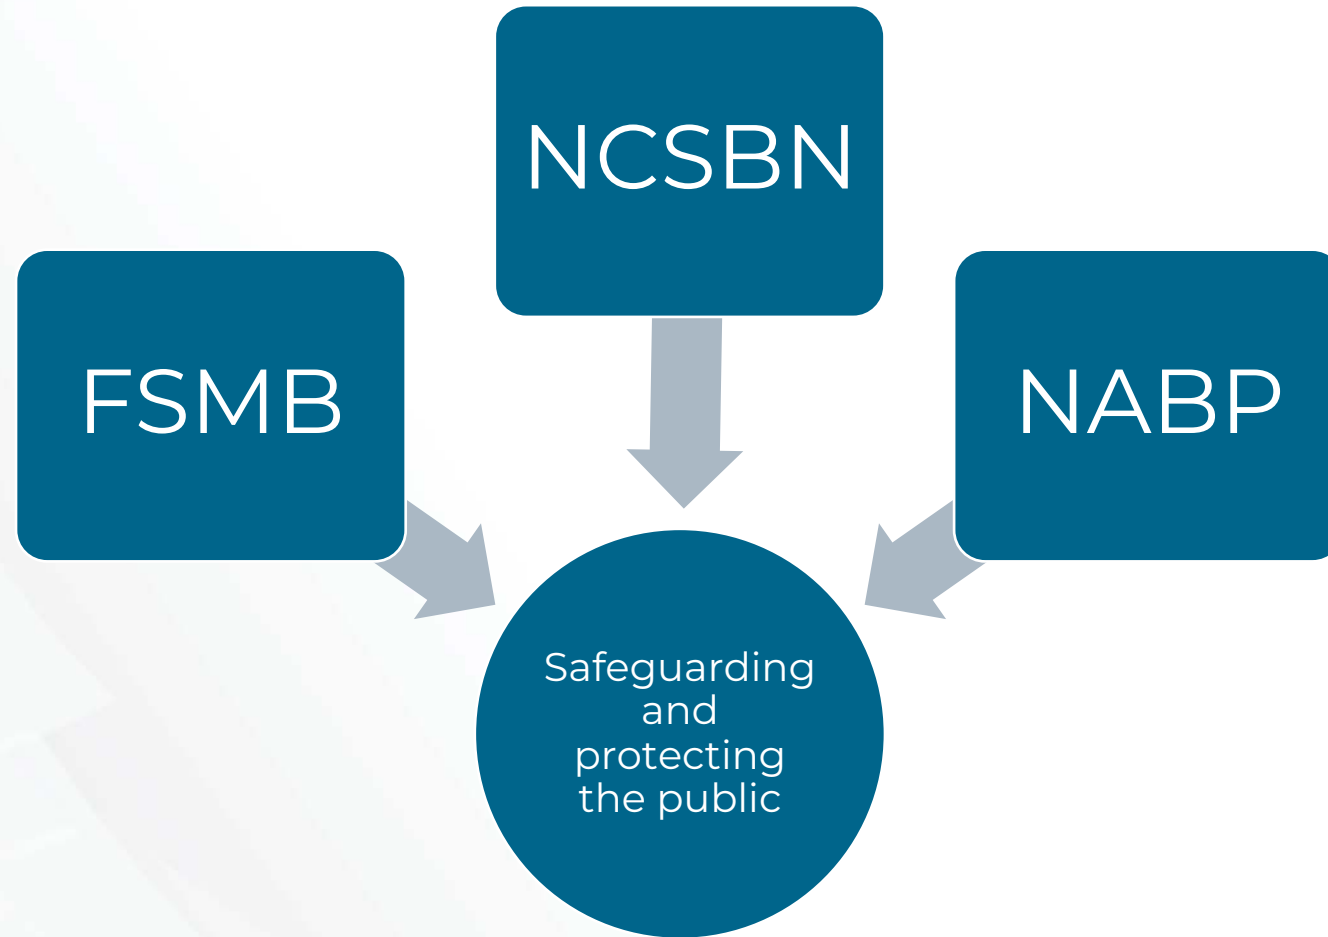 NCSBN
FSMB
NABP
Safeguarding
and
protecting
the public